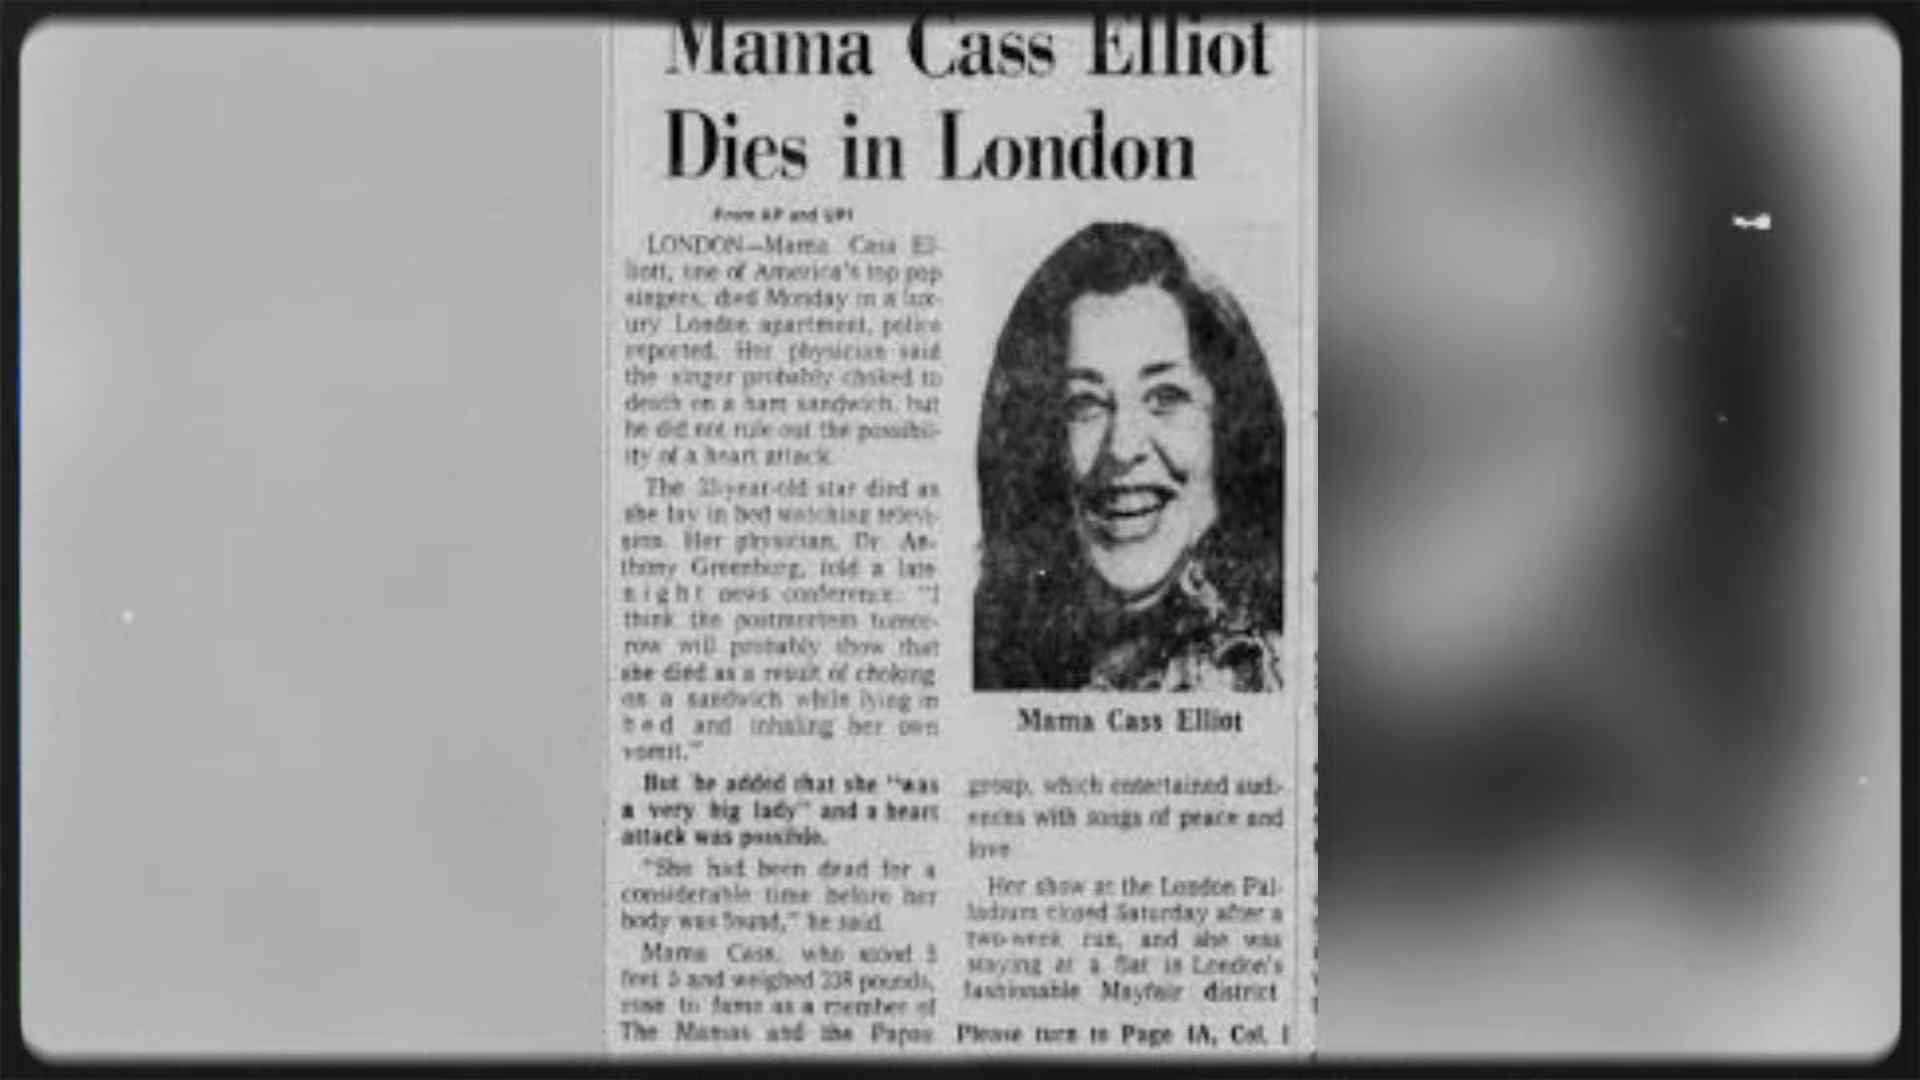 Mama Cass Elliot
Dies in London
From AP and UPI
LONDON—Mama Cass El-
liott, one of America's top pop
singers, died Monday in a lux-
ury London apartment, police
reported. Her physician said
the singer probably choked to
death on a ham sandwich, but
he did not rule out the possibil-
ity of a heart attack.
The -year-old star died as
she lay in bed watching televi-
sion. Her physician, Dr. An-
thony Greenburg, told a late
night news conference: "I
think the postmortem tomor-
row will probably show that
she died as a result of choking
on a sandwich while lying in
bed and inhaling her own
vomit."
But he added that she "was
a very big lady" and a heart
attack was possible.
"She had been dead for a
considerable time before her
body was found," he said.
Mama Cass, who stood 5
feet 5 and weighed 238 pounds,
rose to fame as a member of
The Mamas and the Papas
Mama Cass Elliot
group, which entertained audi-
ences with songs of peace and
love.
Her show at the London Pal-
ladium closed Saturday after a
two-week run, and she was
staying at a flat in London's
fashionable Mayfair district
Please turn to Page 1A, Col. 1